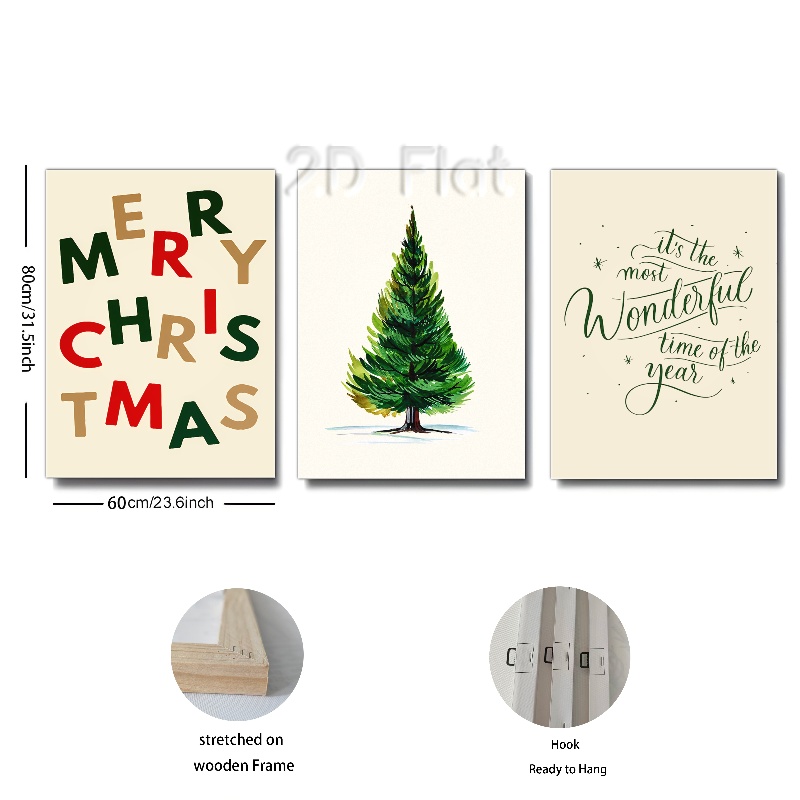 2D Flat
MERRY
CHRIS
TMAS
it's the
most
Wonderful
time of the
year
80cm/31.5inch
60cm/23.6inch
stretched on
wooden Frame
Hook
Ready to Hang